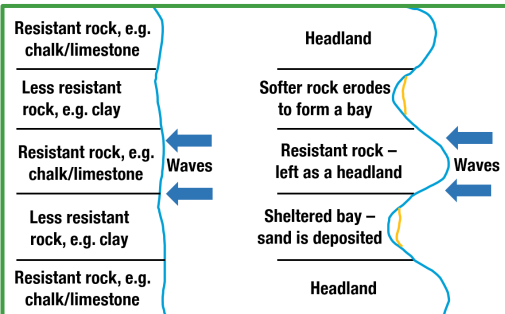 Resistant rock, e.g.
chalk/limestone
Less resistant
rock, e.g. clay
Resistant rock, e.g.
chalk/limestone
Waves
Less resistant
rock, e.g. clay
Resistant rock, e.g.
chalk/limestone
Headland
Softer rock erodes
to form a bay
Resistant rock –
left as a headland
Waves
Sheltered bay –
sand is deposited
Headland